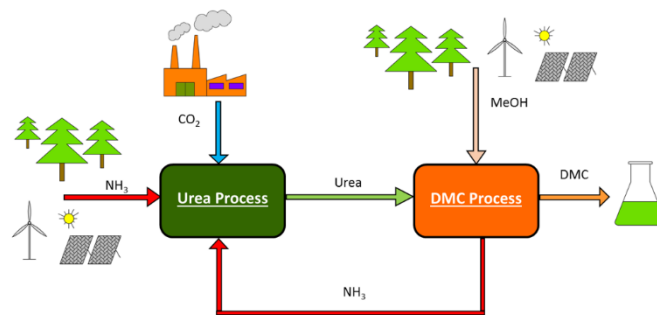 MeOH
CO₂
NH₃
Urea Process
Urea
DMC Process
DMC
NH₃